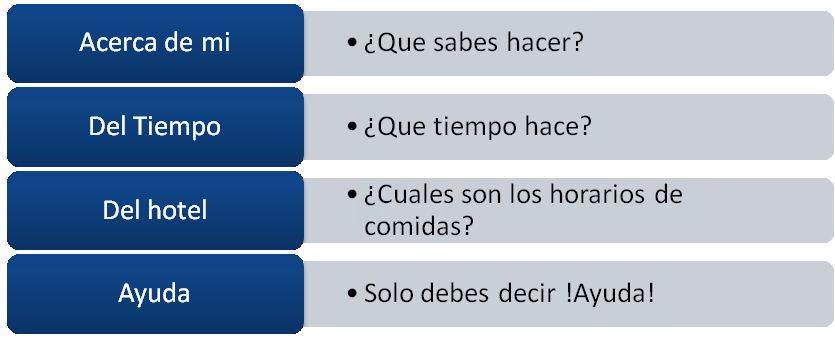 Acerca de mi
• ¿Que sabes hacer?
Del Tiempo
• ¿Que tiempo hace?
Del hotel
• ¿Cuales son los horarios de
comidas?
Ayuda
• Solo debes decir !Ayuda!